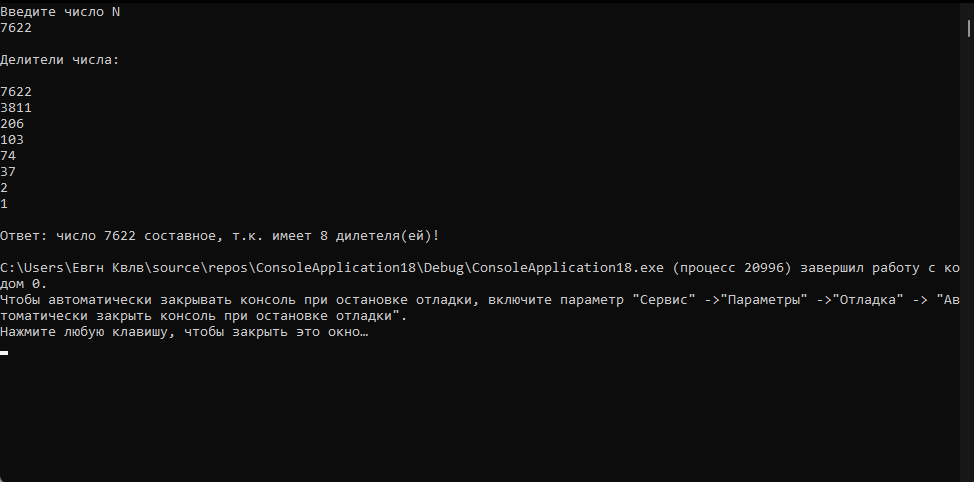 Введите число N
7622
Делители числа:
7622
3811
206
103
74
37
2
1
Ответ: число 7622 составное, т.к. имеет 8 дилетеля(ей)!
C:\Users\Евгн Квлв\source\repos\ConsoleApplication18\Debug\ConsoleApplication18.exe (процесс 20996) завершил работу с ко
дом 0.
Чтобы автоматически закрывать консоль при остановке отладки, включите параметр "Сервис" ->"Параметры" ->"Отладка" -> "Ав
томатически закрыть консоль при остановке отладки".
Нажмите любую клавишу, чтобы закрыть это окно…